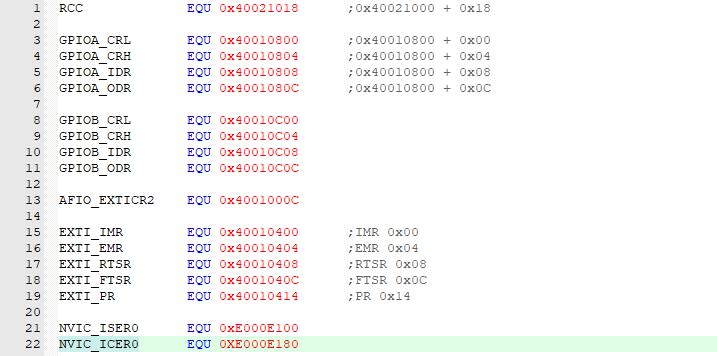 1 RCC EQU 0x40021018 ;0x40021000 + 0x18
2
3 GPIOA_CRL EQU 0x40010800 ;0x40010800 + 0x00
4 GPIOA_CRH EQU 0x40010804 ;0x40010800 + 0x04
5 GPIOA_IDR EQU 0x40010808 ;0x40010800 + 0x08
6 GPIOA_ODR EQU 0x4001080C ;0x40010800 + 0x0C
7
8 GPIOB_CRL EQU 0x40010C00
9 GPIOB_CRH EQU 0x40010C04
10 GPIOB_IDR EQU 0x40010C08
11 GPIOB_ODR EQU 0x40010C0C
12
13 AFIO_EXTICR2 EQU 0x4001000C
14
15 EXTI_IMR EQU 0x40010400 ;IMR 0x00
16 EXTI_EMR EQU 0x40010404 ;EMR 0x04
17 EXTI_RTSR EQU 0x40010408 ;RTSR 0x08
18 EXTI_FTSR EQU 0x4001040C ;FTSR 0x0C
19 EXTI_PR EQU 0x40010414 ;PR 0x14
20
21 NVIC_ISER0 EQU 0xE000E100
22 NVIC_ICER0 EQU 0XE000E180